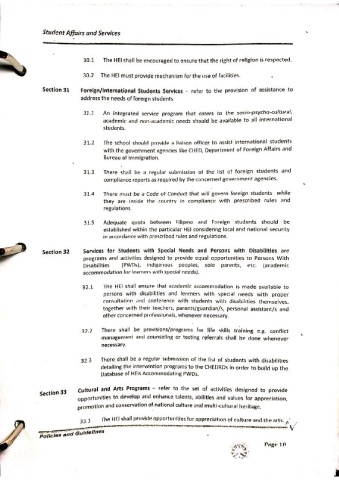 Student Affairs and Services
30.1 The HEI shall be encouraged to ensure that the right of religion is respected.
30.2 The HEI must provide mechanism for the use of facilities.
Section 31 Foreign/International Students Services – refer to the provision of assistance to
address the needs of foreign students.
31.1 An integrated service program that caters to the socio-psycho-cultural,
academic and non-academic needs should be available to all international
students.
31.2 The school should provide a liaison officer to assist international students
with the government agencies like CHED, Department of Foreign Affairs and
Bureau of Immigration.
31.3 There shall be a regular submission of the list of foreign students and
compliance reports as required by the concerned government agencies.
31.4 There must be a Code of Conduct that will govern foreign students while
they are inside the country in compliance with prescribed rules and
regulations.
31.5 Adequate quota between Filipino and Foreign students should be
established within the particular HEI considering local and national security
in accordance with prescribed rules and regulations.
Section 32 Services for Students with Special Needs and Persons with Disabilities are
programs and activities designed to provide equal opportunities to Persons With
Disabilities (PWDs), indigenous peoples, solo parents, etc. (academic
accommodation for learners with special needs).
32.1 The HEI shall ensure that academic accommodation is made available to
persons with disabilities and learners with special needs with proper
consultation and conference with students with disabilities themselves,
together with their teachers, parents/guardian/s, personal assistant/s and
other concerned professionals, whenever necessary.
32.2 There shall be provisions/programs for life skills training e.g. conflict
management and counseling or testing referrals shall be done whenever
necessary.
32.3 There shall be a regular submission of the list of students with disabilities
detailing the intervention programs to the CHEDROs in order to build up the
Database of HEIs Accommodating PWDs.
Section 33 Cultural and Arts Programs – refer to the set of activities designed to provide
opportunities to develop and enhance talents, abilities and values for appreciation,
promotion and conservation of national culture and multi-cultural heritage.
33.1 The HEI shall provide opportunities for appreciation of culture and the arts.
Policies and Guidelines
Page 10